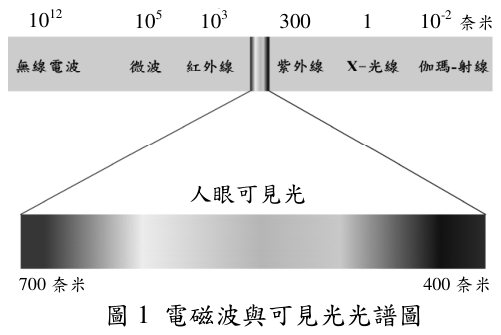 10¹² 10⁵ 10³ 300 1 10⁻² 奈米
無線電波 微波 紅外線 紫外線 X-光線 伽瑪-射線
人眼可見光
700 奈米 400 奈米
圖 1 電磁波與可見光光譜圖